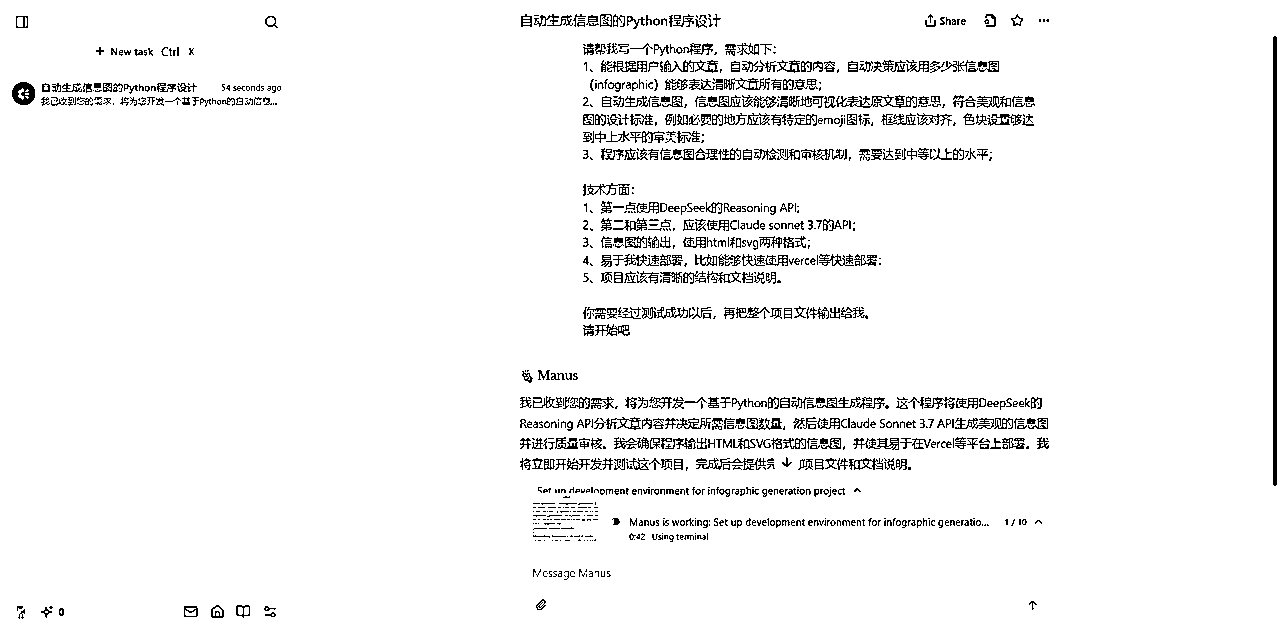 自动生成信息图的Python程序设计
Share
+ New task Ctrl X
自动生成信息图的Python程序设计 54 seconds ago
我已收到您的需求，将为您开发一个基于Python的自动信息...
请帮我写一个Python程序，需求如下：
1、能根据用户输入的文章，自动分析文章的内容，自动决策应该用多少张信息图
（infographic）能够表达清晰文章所有的意思；
2、自动生成信息图，信息图应该能够清晰地可视化表达原文章的意思，符合美观和信息
图的设计标准，例如必要的地方应该有特定的emoji图标，框线应该对齐，色块设置够达
到中上水平的审美标准；
3、程序应该有信息图合理性的自动检测和审核机制，需要达到中等以上的水平；
技术方面：
1、第一点使用DeepSeek的Reasoning API;
2、第二和第三点，应该使用Claude sonnet 3.7的API；
3、信息图的输出，使用html和svg两种格式；
4、易于我快速部署，比如能够快速使用vercel等快速部署；
5、项目应该有清晰的结构和文档说明。
你需要经过测试成功以后，再把整个项目文件输出给我。
请开始吧
Manus
我已收到您的需求，将为您开发一个基于Python的自动信息图生成程序。这个程序将使用DeepSeek的
Reasoning API分析文章内容并决定所需信息图数量，然后使用Claude Sonnet 3.7 API生成美观的信息图
并进行质量审核。我会确保程序输出HTML和SVG格式的信息图，并使其易于在Vercel等平台上部署。我
将立即开始开发并测试这个项目，完成后会提供完 项目文件和文档说明。
Set up development environment for infographic generation project
Manus is working: Set up development environment for infographic generatio... 1 / 10
0:42 Using terminal
Message Manus
0